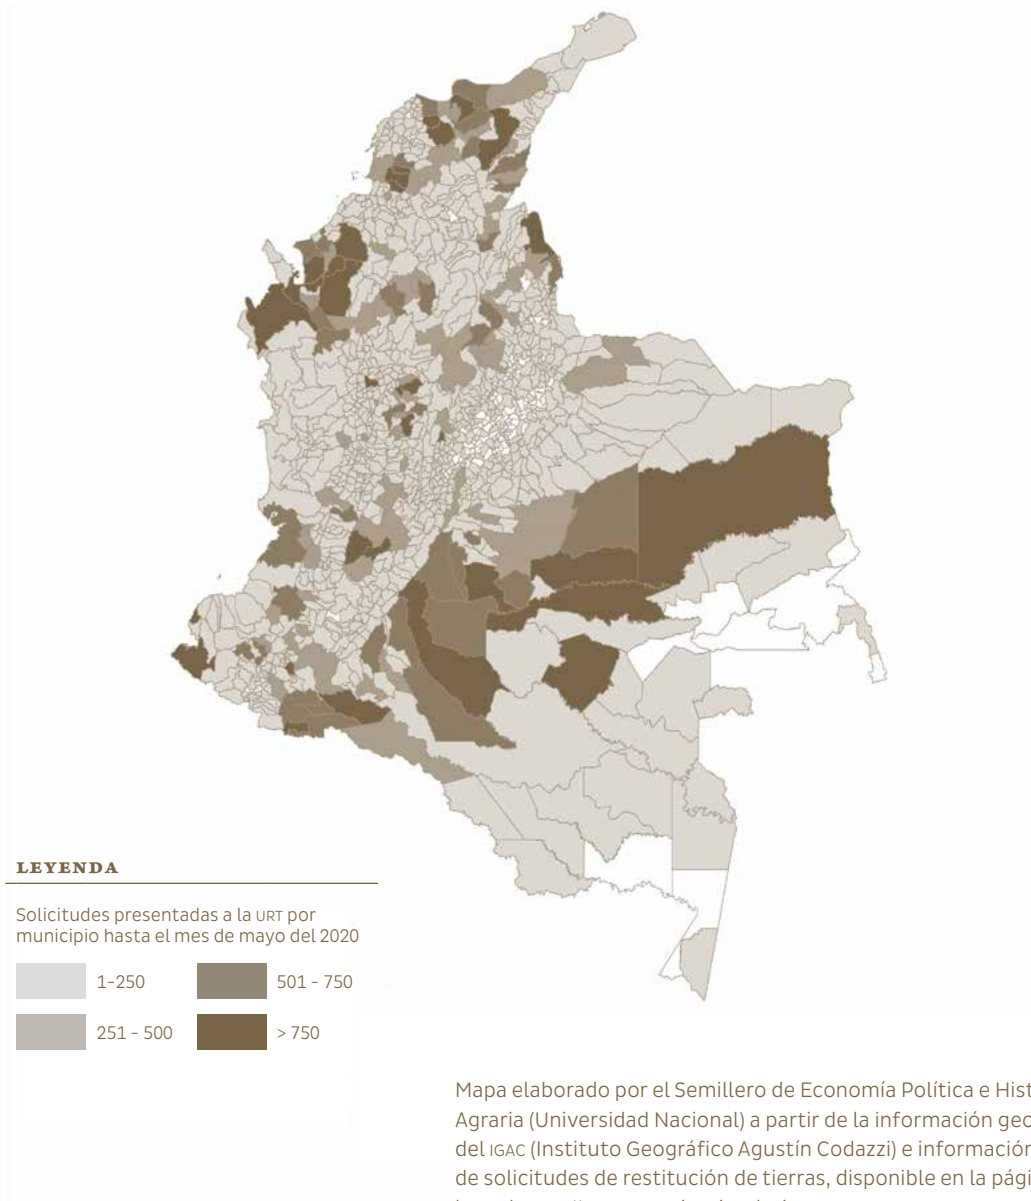 LEYENDA
Solicitudes presentadas a la URT por
municipio hasta el mes de mayo del 2020
1-250
501 - 750
251 - 500
> 750
Mapa elaborado por el Semillero de Economía Política e Hist
Agraria (Universidad Nacional) a partir de la información geo
del IGAC (Instituto Geográfico Agustín Codazzi) e información
de solicitudes de restitución de tierras, disponible en la pági